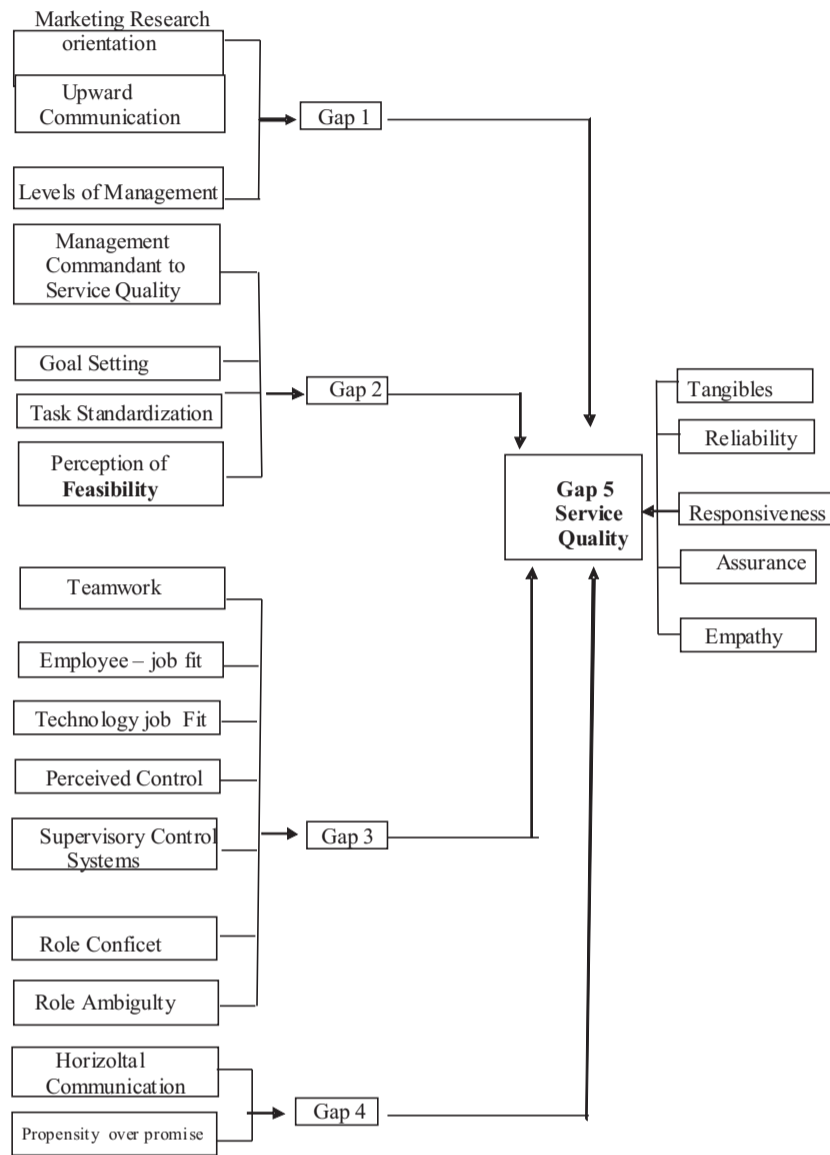 Marketing Research
orientation
Upward
Communication
Gap 1
Levels of Management
Management
Commandant to
Service Quality
Goal Setting
Gap 2
Task Standardization
Perception of
Feasibility
Tangibles
Reliability
Gap 5
Service
Quality
Responsiveness
Assurance
Empathy
Teamwork
Employee – job fit
Technology job Fit
Perceived Control
Supervisory Control
Systems
Gap 3
Role Conficet
Role Ambigulty
Horizoltal
Communication
Gap 4
Propensity over promise